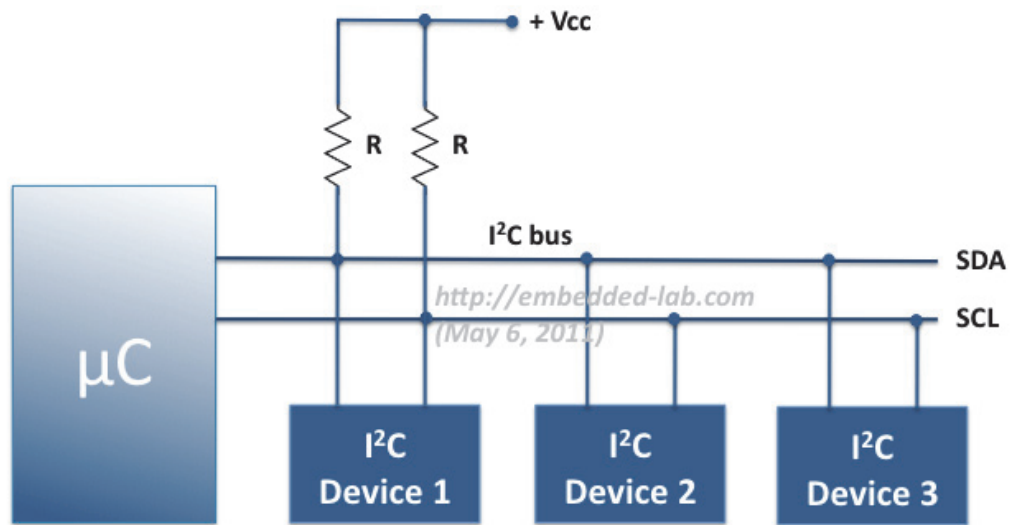 + Vcc
R
R
I²C bus
SDA
http://embedded-lab.com
SCL
(May 6, 2011)
µC
I²C
Device 1
I²C
Device 2
I²C
Device 3